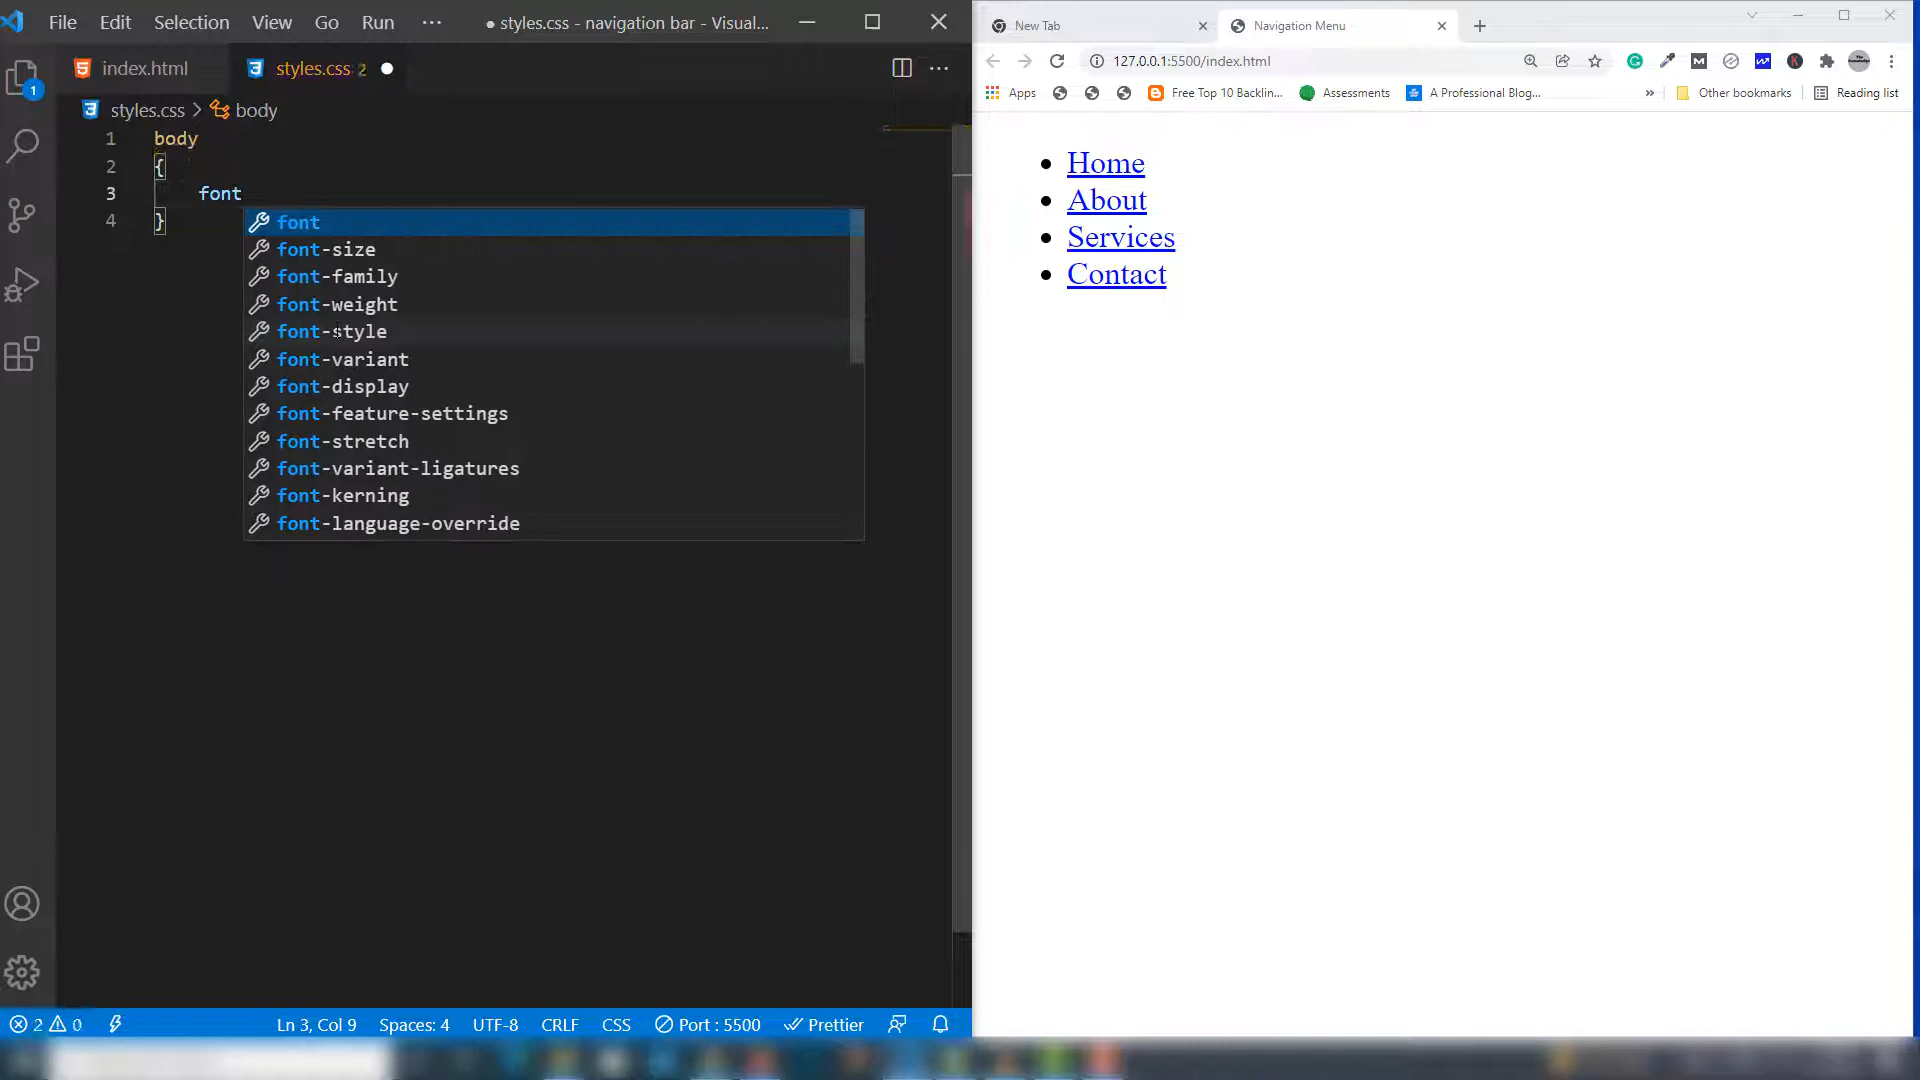 File Edit Selection View Go Run ··· ● styles.css - navigation bar - Visual...
index.html styles.css 2 ●
styles.css > body
1 body
2 {
3 font
4 }
font
font-size
font-family
font-weight
font-style
font-variant
font-display
font-feature-settings
font-stretch
font-variant-ligatures
font-kerning
font-language-override
1
2 0 Ln 3, Col 9 Spaces: 4 UTF-8 CRLF CSS Port : 5500 Prettier
New Tab Navigation Menu
127.0.0.1:5500/index.html
Apps Free Top 10 Backlin... Assessments A Professional Blog... » Other bookmarks Reading list
• Home
• About
• Services
• Contact